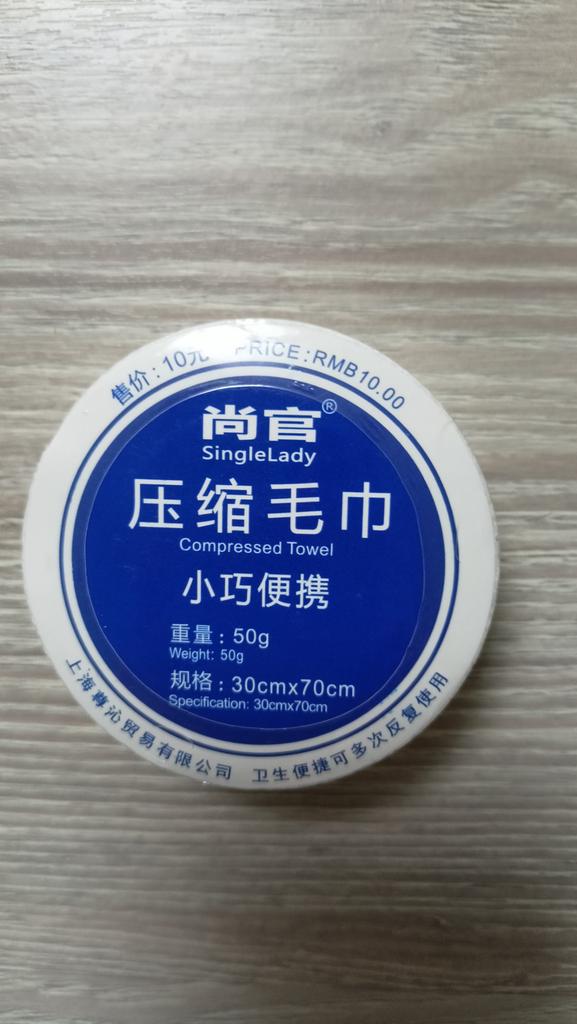 售价:10元 PRICE:RMB10.00
尚官®
SingleLady
压缩毛巾
Compressed Towel
小巧便携
重量:50g
Weight: 50g
规格:30cmx70cm
Specification: 30cmx70cm
上海尊沁贸易有限公司 卫生便捷可多次反复使用